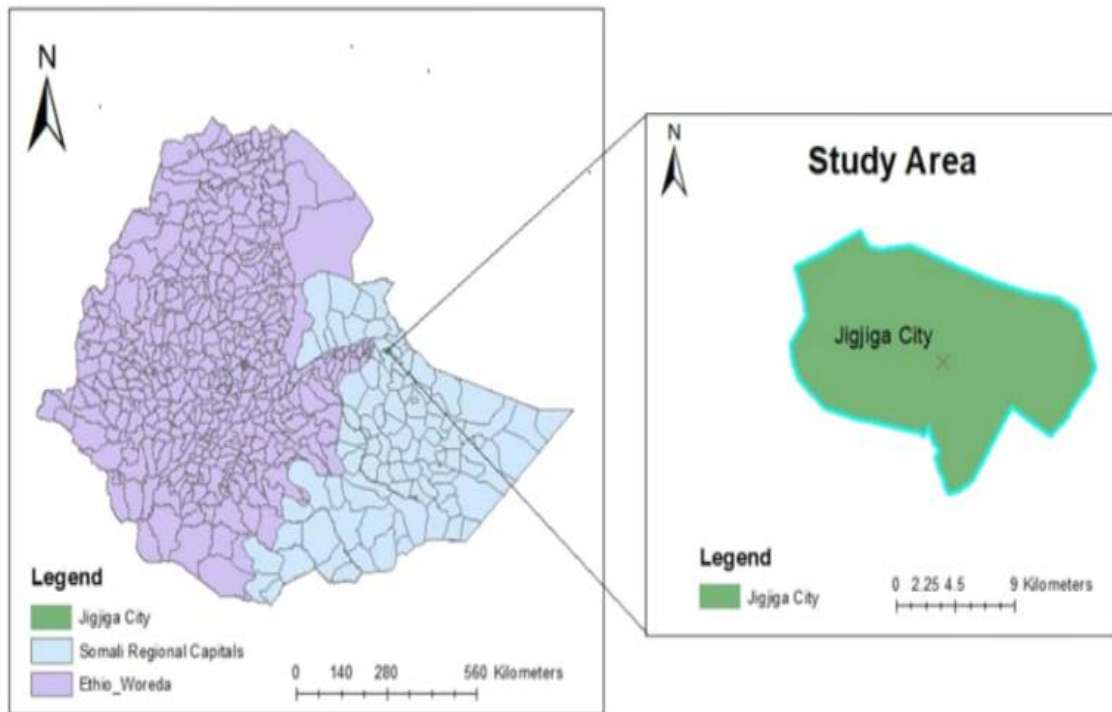 N
Legend
Jigjiga City
Somali Regional Capitals
Ethio_Woreda
0 140 280 560 Kilometers
N
Study Area
Jigjiga City
Legend
Jigjiga City
0 2.25 4.5 9 Kilometers